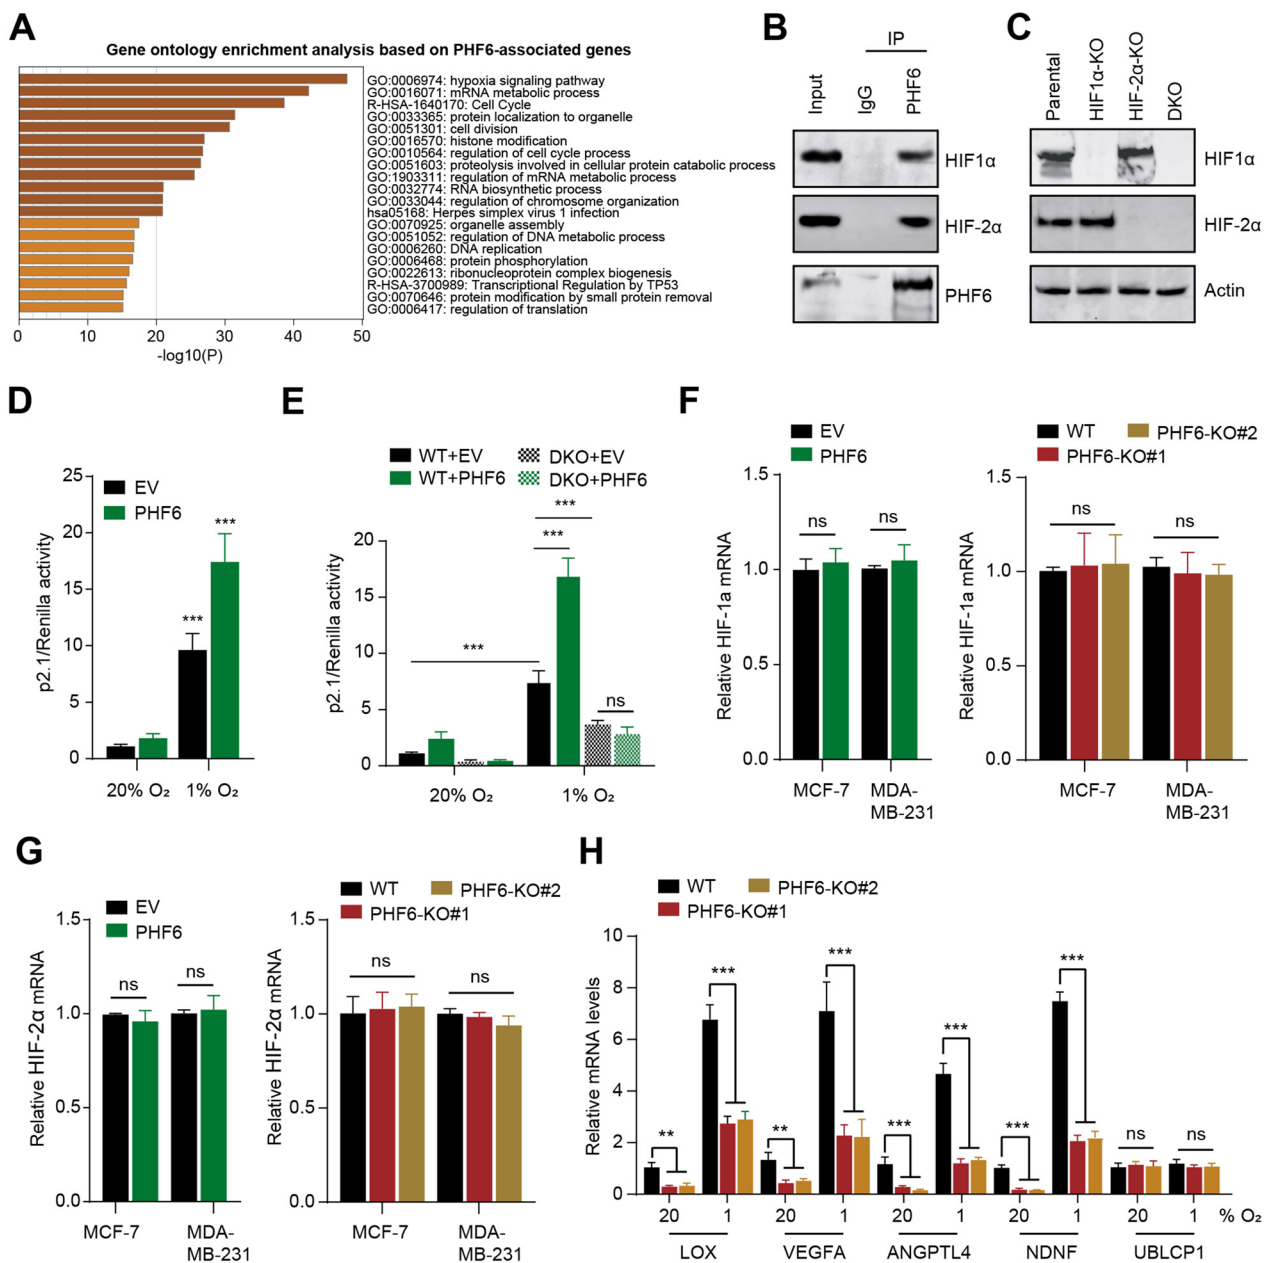 A
Gene ontology enrichment analysis based on PHF6-associated genes
GO:0006974: hypoxia signaling pathway
GO:0016071: mRNA metabolic process
R-HSA-1640170: Cell Cycle
GO:0033365: protein localization to organelle
GO:0051301: cell division
GO:0016570: histone modification
GO:0010564: regulation of cell cycle process
GO:0051603: proteolysis involved in cellular protein catabolic process
GO:1903311: regulation of mRNA metabolic process
GO:0032774: RNA biosynthetic process
GO:0033044: regulation of chromosome organization
hsa05168: Herpes simplex virus 1 infection
GO:0070925: organelle assembly
GO:0051052: regulation of DNA metabolic process
GO:0006260: DNA replication
GO:0006468: protein phosphorylation
GO:0022613: ribonucleoprotein complex biogenesis
R-HSA-3700989: Transcriptional Regulation by TP53
GO:0070646: protein modification by small protein removal
GO:0006417: regulation of translation
0 10 20 30 40 50
-log10(P)
B
IP
Input IgG PHF6
HIF1α
HIF-2α
PHF6
C
Parental HIF1α-KO HIF-2α-KO DKO
HIF1α
HIF-2α
Actin
D
EV
PHF6
p2.1/Renilla activity
25
20
15
10
5
0
***
***
20% O₂ 1% O₂
E
WT+EV DKO+EV
WT+PHF6 DKO+PHF6
p2.1/Renilla activity
20
15
10
5
0
***
***
***
ns
20% O₂ 1% O₂
F
EV
PHF6
Relative HIF-1a mRNA
1.5
1.0
0.5
0.0
ns ns
MCF-7 MDA-
MB-231
WT PHF6-KO#2
PHF6-KO#1
Relative HIF-1a mRNA
1.5
1.0
0.5
0.0
ns ns
MCF-7 MDA-
MB-231
G
EV
PHF6
Relative HIF-2α mRNA
1.5
1.0
0.5
0.0
ns ns
MCF-7 MDA-
MB-231
WT PHF6-KO#2
PHF6-KO#1
Relative HIF-2α mRNA
1.5
1.0
0.5
0.0
ns ns
MCF-7 MDA-
MB-231
H
WT PHF6-KO#2
PHF6-KO#1
Relative mRNA levels
10
8
6
4
2
0
** *** ** *** *** *** *** *** ns ns
20 1 20 1 20 1 20 1 20 1 % O₂
LOX VEGFA ANGPTL4 NDNF UBLCP1